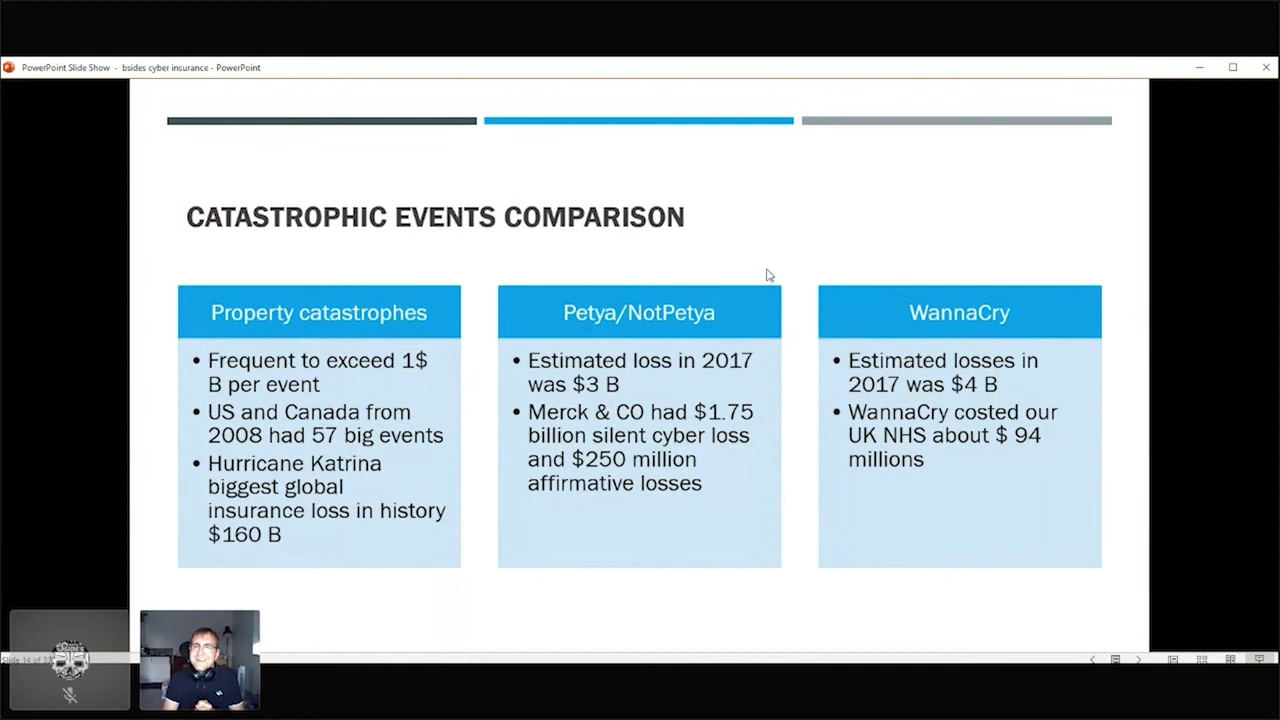 PowerPoint Slide Show - bsides cyber insurance - PowerPoint
CATASTROPHIC EVENTS COMPARISON
Property catastrophes
• Frequent to exceed 1$
B per event
• US and Canada from
2008 had 57 big events
• Hurricane Katrina
biggest global
insurance loss in history
$160 B
Petya/NotPetya
• Estimated loss in 2017
was $3 B
• Merck & CO had $1.75
billion silent cyber loss
and $250 million
affirmative losses
WannaCry
• Estimated losses in
2017 was $4 B
• WannaCry costed our
UK NHS about $ 94
millions
Slide 14 of